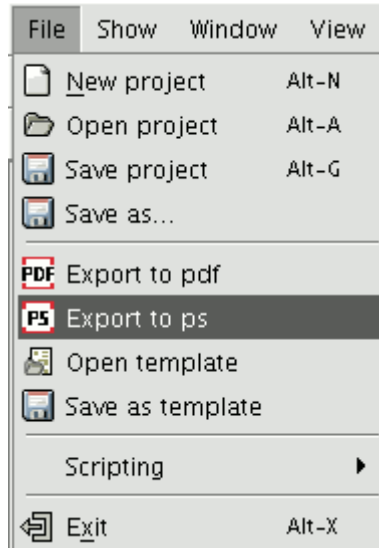 File Show Window View
New project Alt-N
Open project Alt-A
Save project Alt-G
Save as...
PDF Export to pdf
PS Export to ps
Open template
Save as template
Scripting
Exit Alt-X